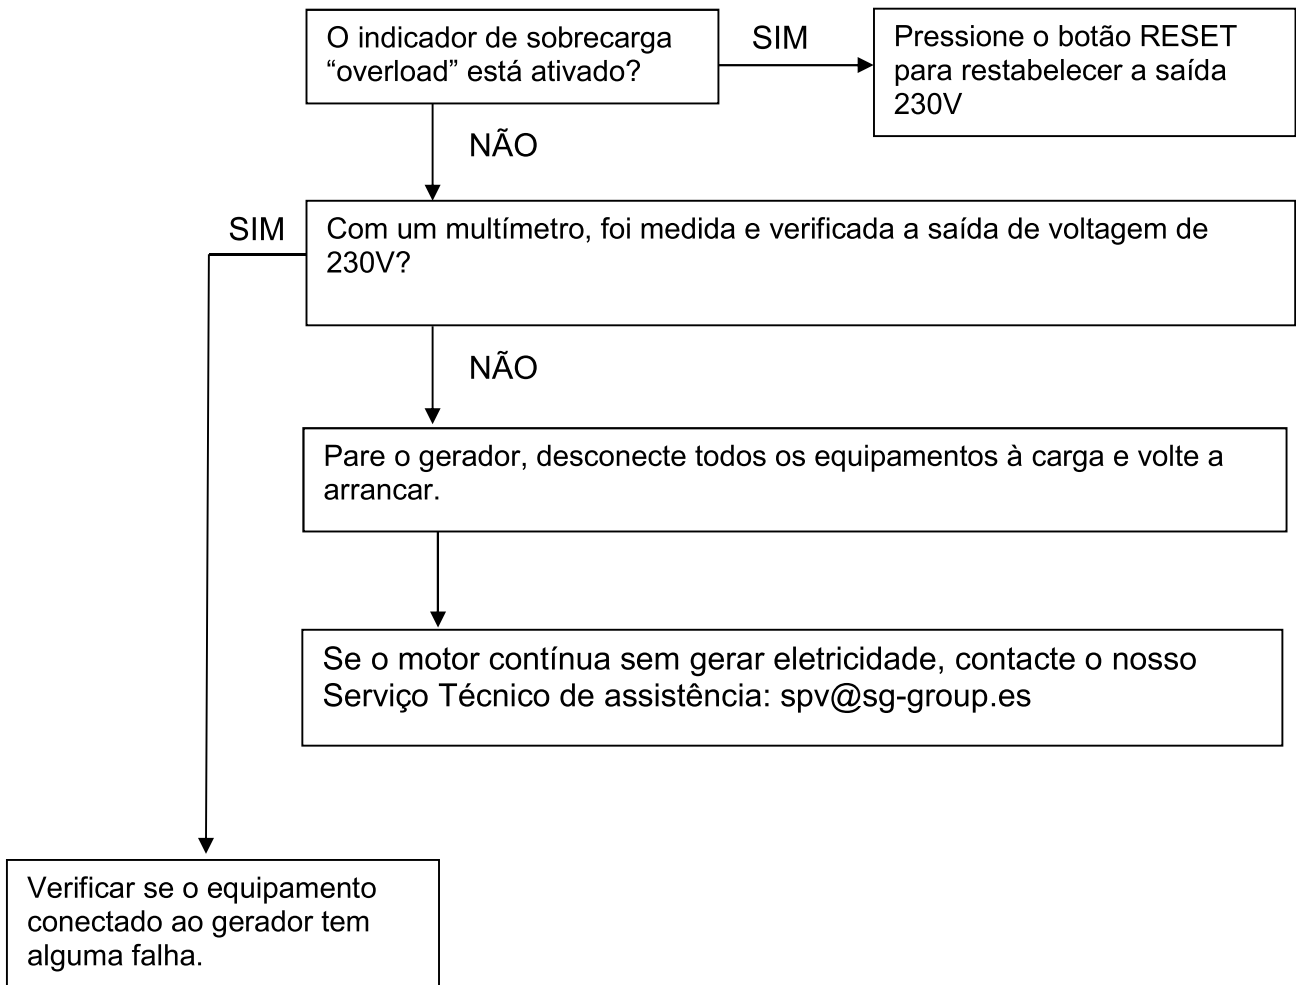 O indicador de sobrecarga
“overload” está ativado?
SIM
Pressione o botão RESET
para restabelecer a saída
230V
NÃO
SIM
Com um multímetro, foi medida e verificada a saída de voltagem de
230V?
NÃO
Pare o gerador, desconecte todos os equipamentos à carga e volte a
arrancar.
Se o motor contínua sem gerar eletricidade, contacte o nosso
Serviço Técnico de assistência: spv@sg-group.es
Verificar se o equipamento
conectado ao gerador tem
alguma falha.